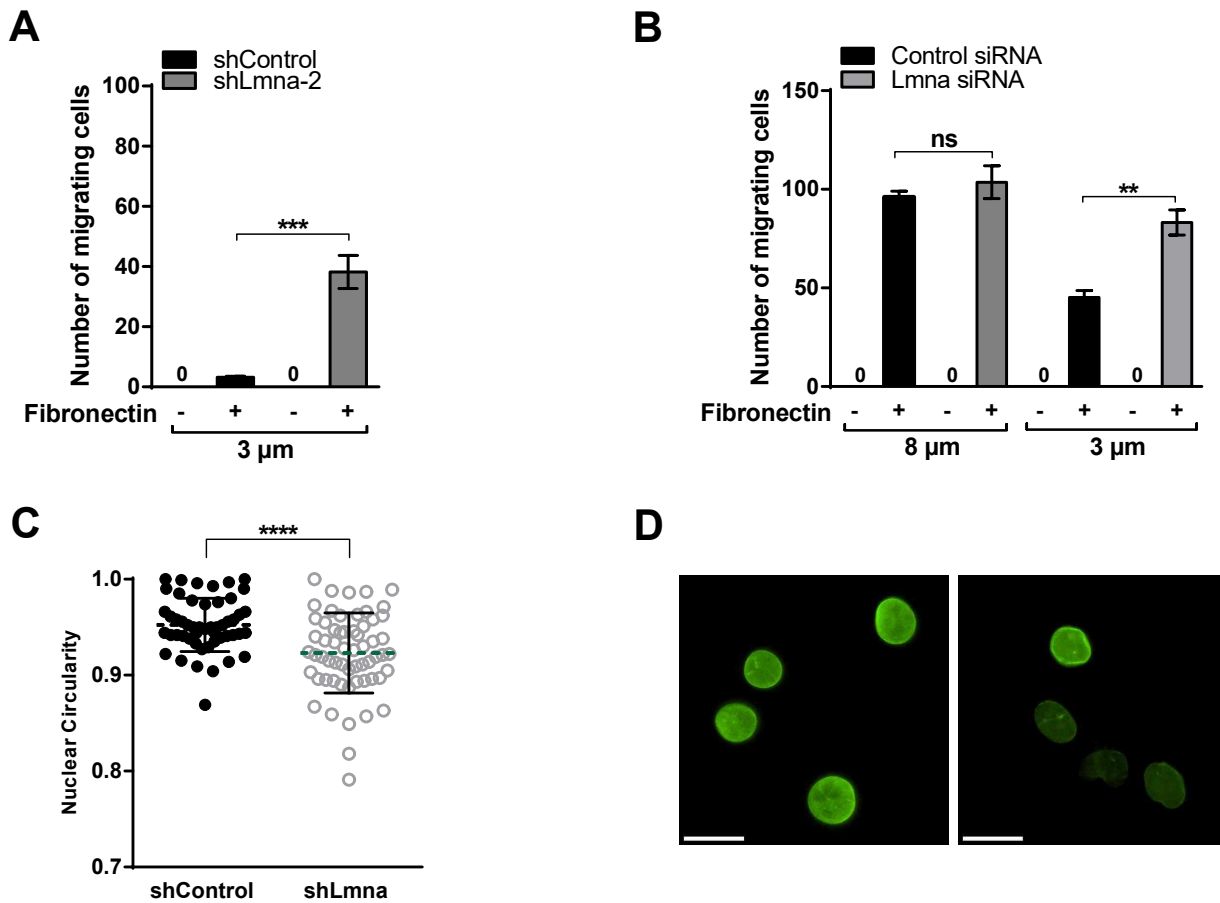 A
shControl
shLmna-2
Number of migrating cells
100
80
60
40
20
0
***
0
0
Fibronectin - + - +
3 µm
B
Control siRNA
Lmna siRNA
Number of migrating cells
150
100
50
0
ns
**
0
0
0
0
Fibronectin - + - + - + - +
8 µm 3 µm
C
****
Nuclear Circularity
1.0
0.9
0.8
0.7
shControl shLmna
D